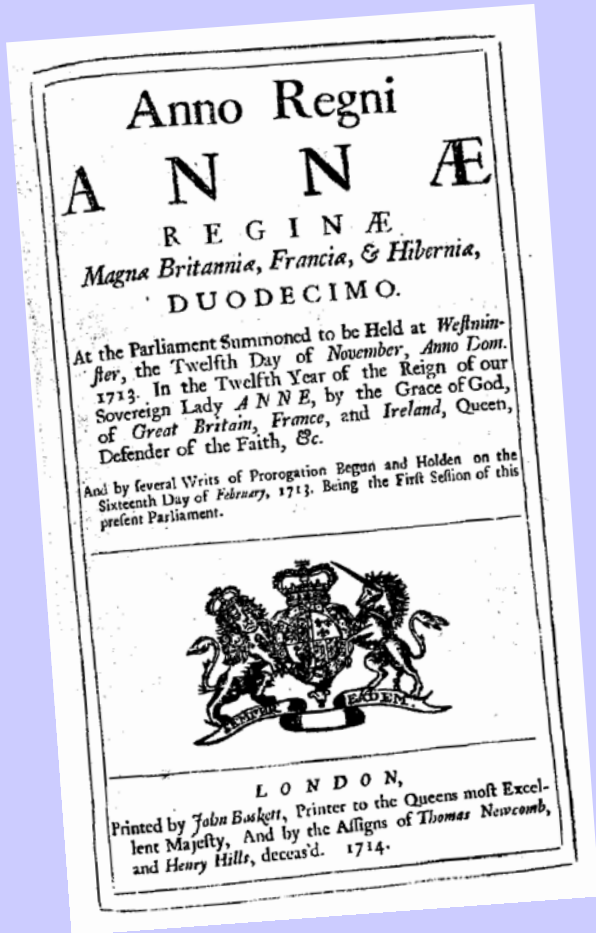 Anno Regni
ANNÆ
REGINÆ
Magnæ Britanniæ, Franciæ, & Hiberniæ,
DUODECIMO.
At the Parliament Summoned to be Held at Weſtmin-
ſter, the Twelfth Day of November, Anno Dom.
1713. In the Twelfth Year of the Reign of our
Sovereign Lady ANNE, by the Grace of God,
of Great Britain, France, and Ireland, Queen,
Defender of the Faith, &c.
And by ſeveral Writs of Prorogation Begun and Holden on the
Sixteenth Day of February, 1713. Being the Firſt Seſſion of this
preſent Parliament.
SEMPER EADEM.
LONDON,
Printed by John Baskett, Printer to the Queens moſt Excel-
lent Majeſty, And by the Aſſigns of Thomas Newcomb,
and Henry Hills, deceas'd. 1714.